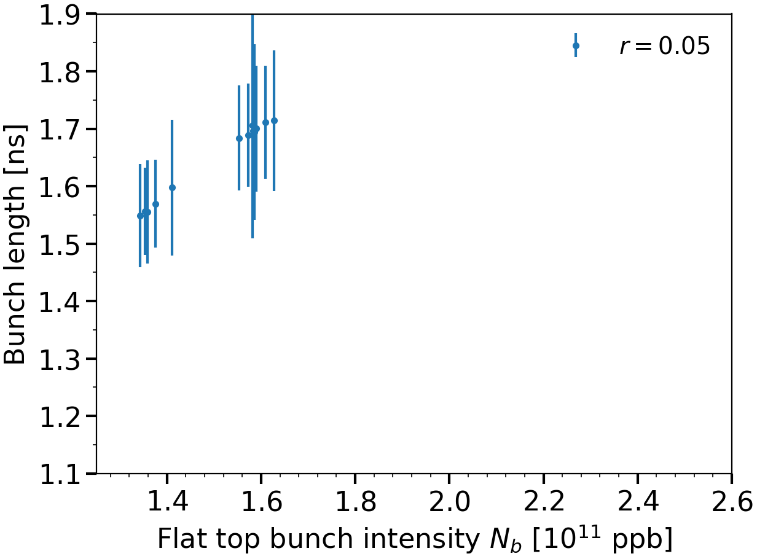 1.9
1.8
1.7
1.6
1.5
1.4
1.3
1.2
1.1
Bunch length [ns]
r = 0.05
1.4 1.6 1.8 2.0 2.2 2.4 2.6
Flat top bunch intensity N_b [10¹¹ ppb]